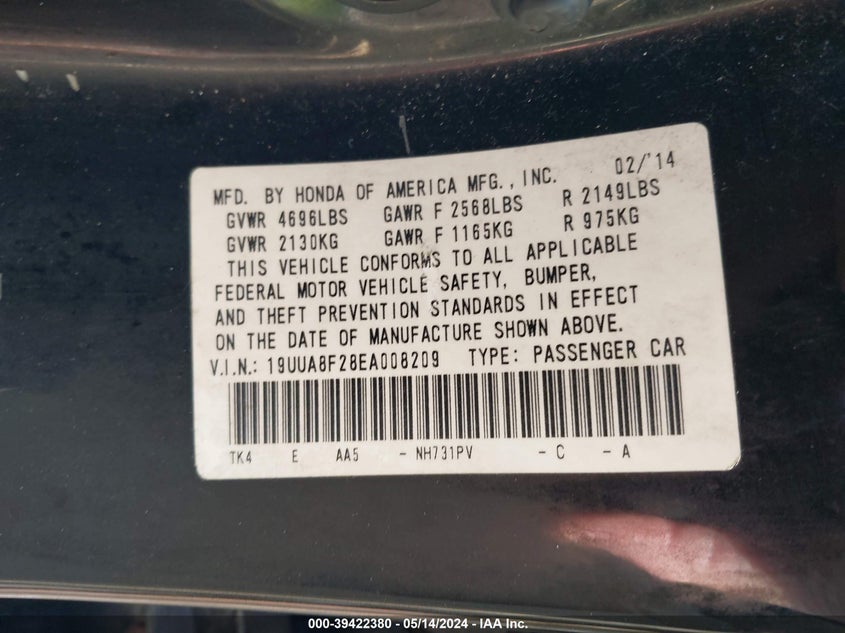 MFD. BY HONDA OF AMERICA MFG., INC. 02/'14
GVWR 4696LBS GAWR F 2568LBS R 2149LBS
GVWR 2130KG GAWR F 1165KG R 975KG
THIS VEHICLE CONFORMS TO ALL APPLICABLE
FEDERAL MOTOR VEHICLE SAFETY, BUMPER,
AND THEFT PREVENTION STANDARDS IN EFFECT
ON THE DATE OF MANUFACTURE SHOWN ABOVE.
V.I.N.: 19UUA8F28EA008209 TYPE: PASSENGER CAR
TK4 E AA5 - NH731PV - C - A
000-39422380 - 05/14/2024 - IAA Inc.